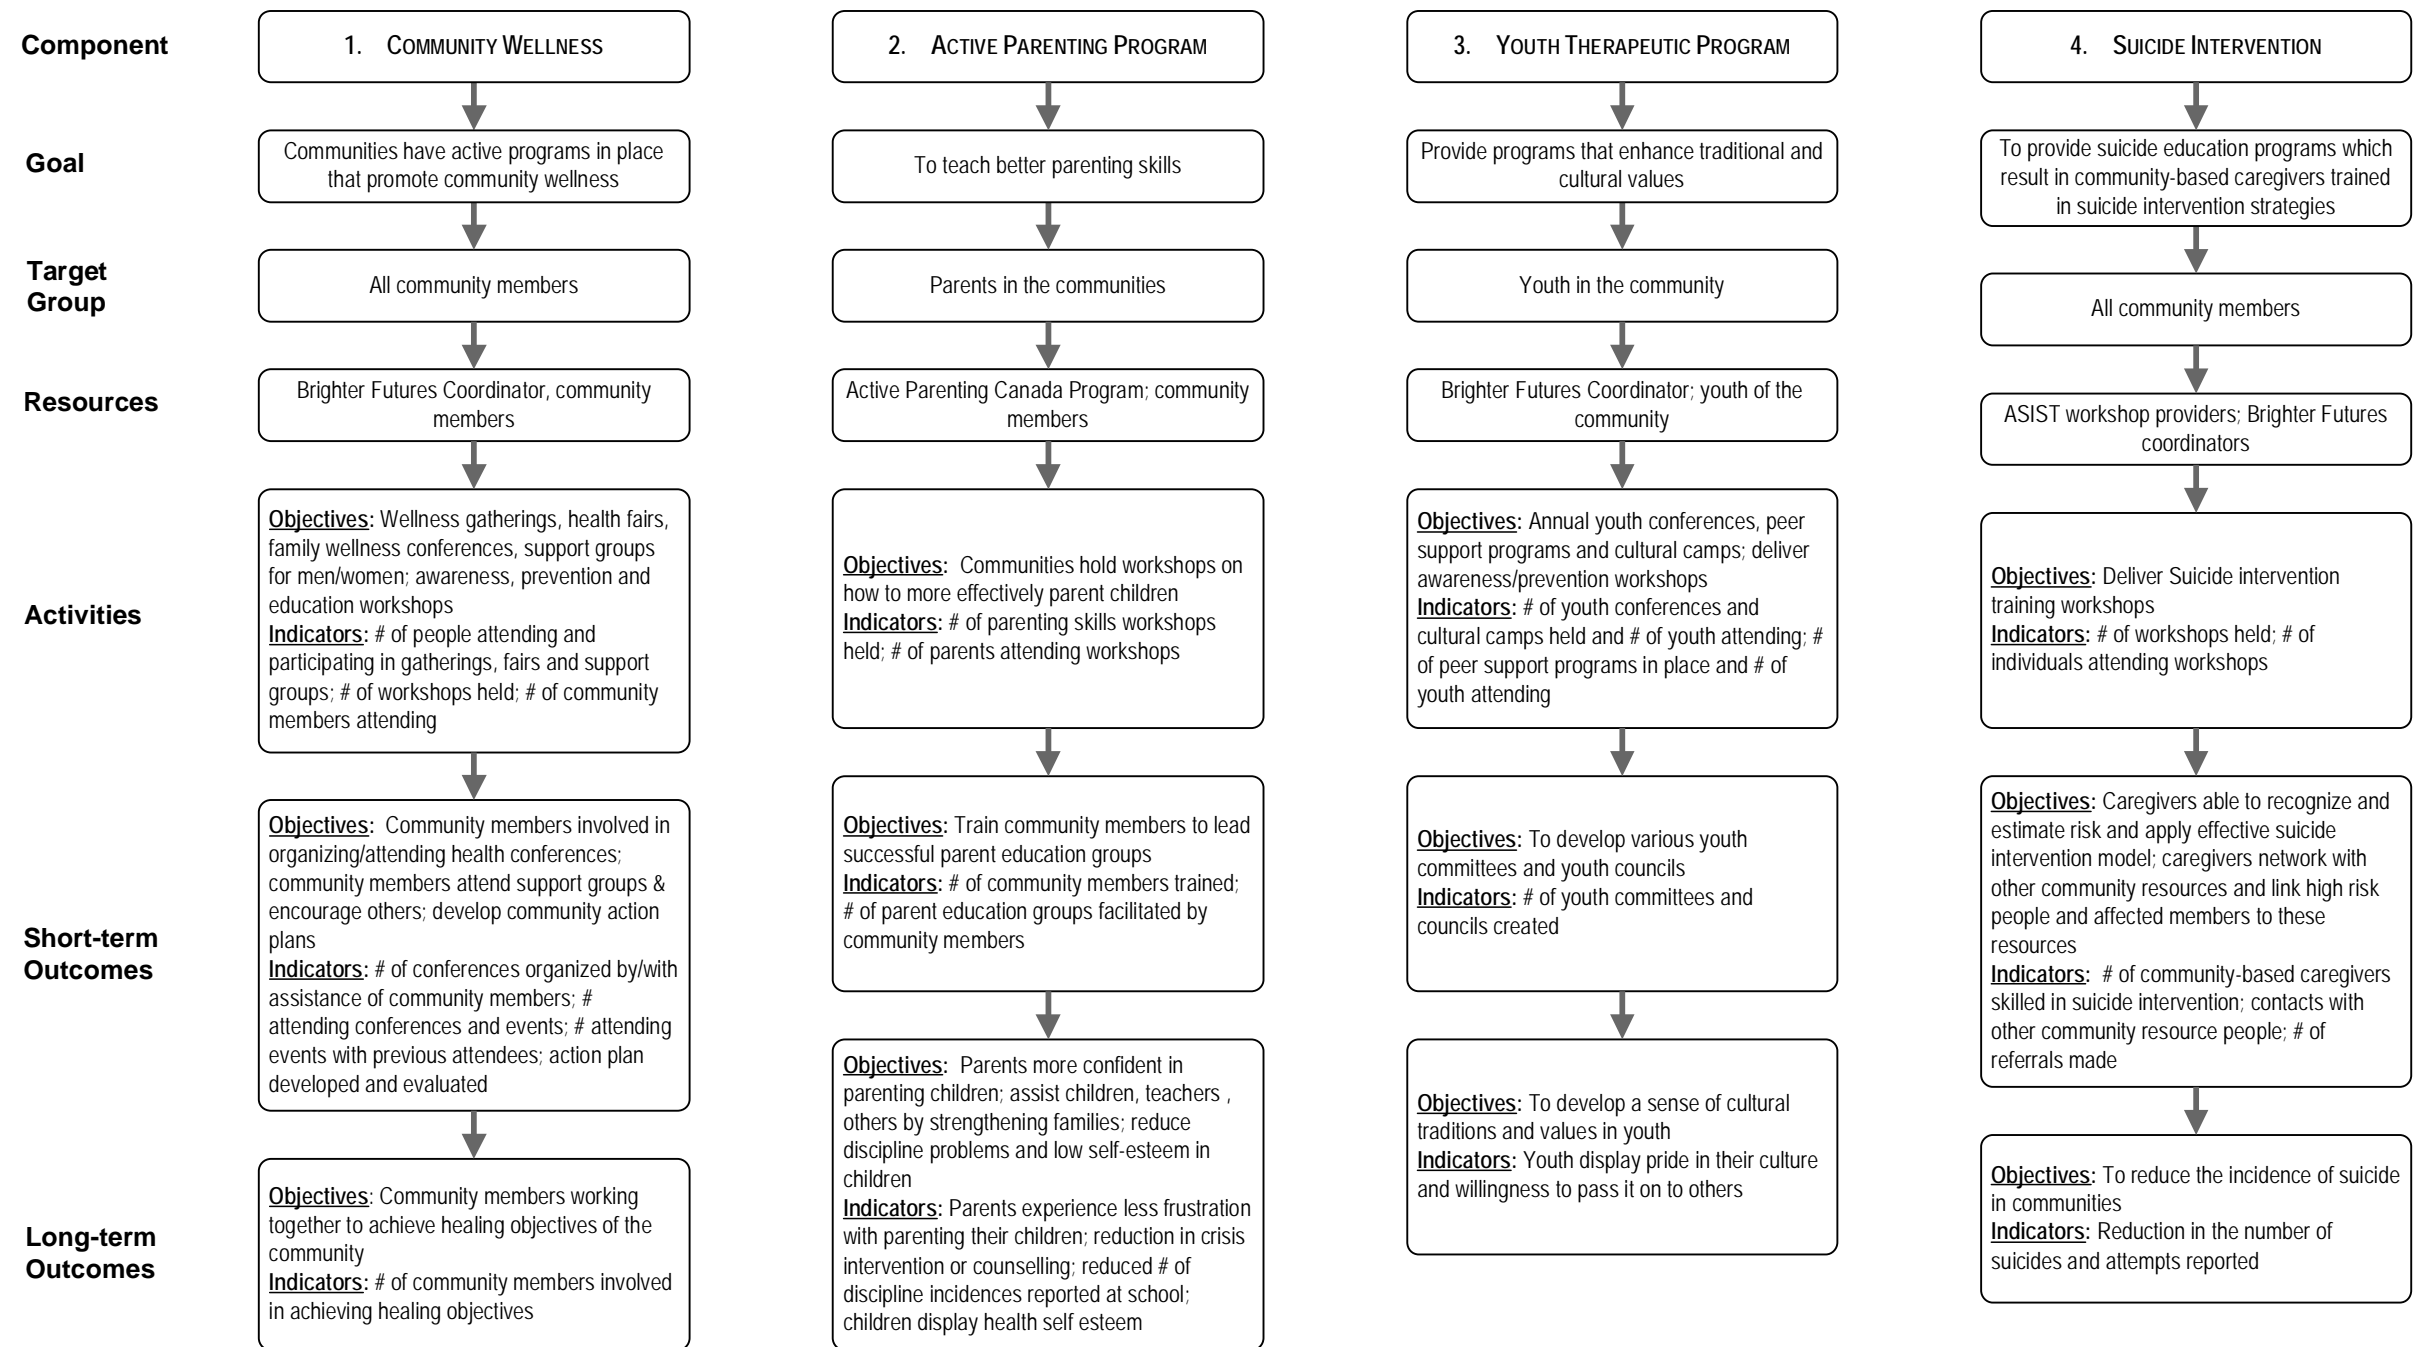 Component
1. COMMUNITY WELLNESS
2. ACTIVE PARENTING PROGRAM
3. YOUTH THERAPEUTIC PROGRAM
4. SUICIDE INTERVENTION
Goal
Communities have active programs in place
that promote community wellness
To teach better parenting skills
Provide programs that enhance traditional and
cultural values
To provide suicide education programs which
result in community-based caregivers trained
in suicide intervention strategies
Target
Group
All community members
Parents in the communities
Youth in the community
All community members
Resources
Brighter Futures Coordinator, community
members
Active Parenting Canada Program; community
members
Brighter Futures Coordinator; youth of the
community
ASIST workshop providers; Brighter Futures
coordinators
Activities
Objectives: Wellness gatherings, health fairs,
family wellness conferences, support groups
for men/women; awareness, prevention and
education workshops
Indicators: # of people attending and
participating in gatherings, fairs and support
groups; # of workshops held; # of community
members attending
Objectives: Communities hold workshops on
how to more effectively parent children
Indicators: # of parenting skills workshops
held; # of parents attending workshops
Objectives: Annual youth conferences, peer
support programs and cultural camps; deliver
awareness/prevention workshops
Indicators: # of youth conferences and
cultural camps held and # of youth attending; #
of peer support programs in place and # of
youth attending
Objectives: Deliver Suicide intervention
training workshops
Indicators: # of workshops held; # of
individuals attending workshops
Short-term
Outcomes
Objectives: Community members involved in
organizing/attending health conferences;
community members attend support groups &
encourage others; develop community action
plans
Indicators: # of conferences organized by/with
assistance of community members; #
attending conferences and events; # attending
events with previous attendees; action plan
developed and evaluated
Objectives: Train community members to lead
successful parent education groups
Indicators: # of community members trained;
# of parent education groups facilitated by
community members
Objectives: To develop various youth
committees and youth councils
Indicators: # of youth committees and
councils created
Objectives: Caregivers able to recognize and
estimate risk and apply effective suicide
intervention model; caregivers network with
other community resources and link high risk
people and affected members to these
resources
Indicators: # of community-based caregivers
skilled in suicide intervention; contacts with
other community resource people; # of
referrals made
Long-term
Outcomes
Objectives: Community members working
together to achieve healing objectives of the
community
Indicators: # of community members involved
in achieving healing objectives
Objectives: Parents more confident in
parenting children; assist children, teachers ,
others by strengthening families; reduce
discipline problems and low self-esteem in
children
Indicators: Parents experience less frustration
with parenting their children; reduction in crisis
intervention or counselling; reduced # of
discipline incidences reported at school;
children display health self esteem
Objectives: To develop a sense of cultural
traditions and values in youth
Indicators: Youth display pride in their culture
and willingness to pass it on to others
Objectives: To reduce the incidence of suicide
in communities
Indicators: Reduction in the number of
suicides and attempts reported